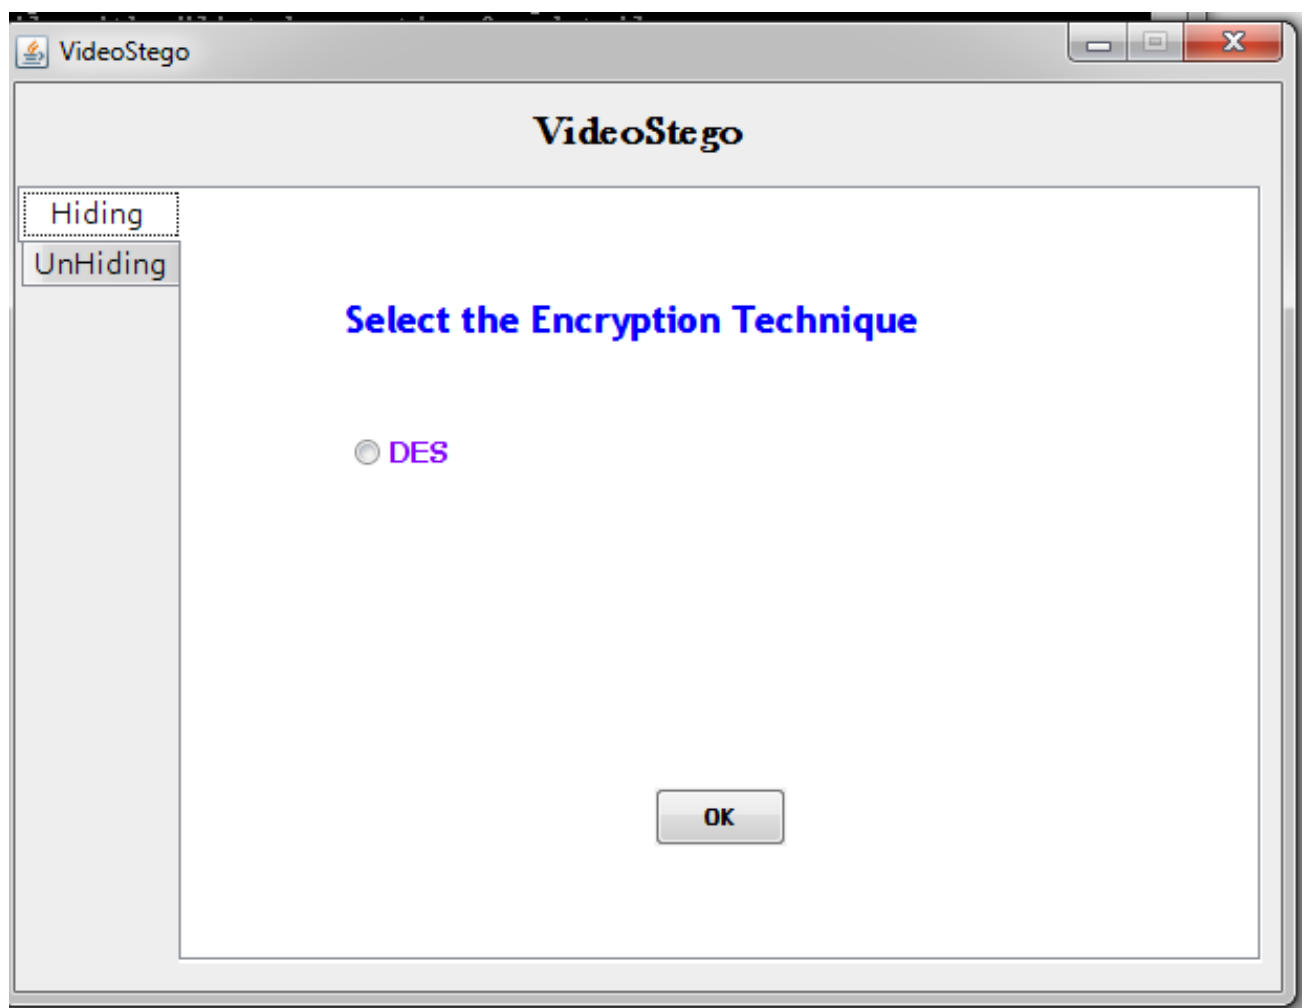 VideoStego
VideoStego
Hiding
UnHiding
Select the Encryption Technique
DES
OK